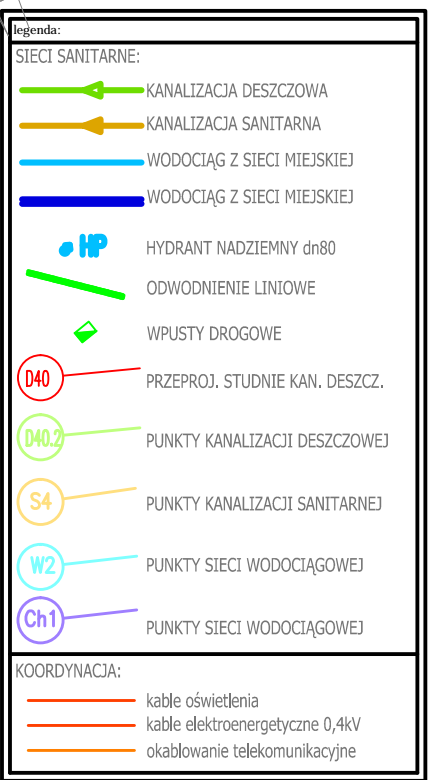 legenda:
SIECI SANITARNE:
KANALIZACJA DESZCZOWA
KANALIZACJA SANITARNA
WODOCIĄG Z SIECI MIEJSKIEJ
WODOCIĄG Z SIECI MIEJSKIEJ
HP HYDRANT NADZIEMNY dn80
ODWODNIENIE LINIOWE
WPUSTY DROGOWE
D40 PRZEPROJ. STUDNIE KAN. DESZCZ.
D40.2 PUNKTY KANALIZACJI DESZCZOWEJ
S4 PUNKTY KANALIZACJI SANITARNEJ
W2 PUNKTY SIECI WODOCIĄGOWEJ
Ch1 PUNKTY SIECI WODOCIĄGOWEJ
KOORDYNACJA:
kable oświetlenia
kable elektroenergetyczne 0,4kV
okablowanie telekomunikacyjne